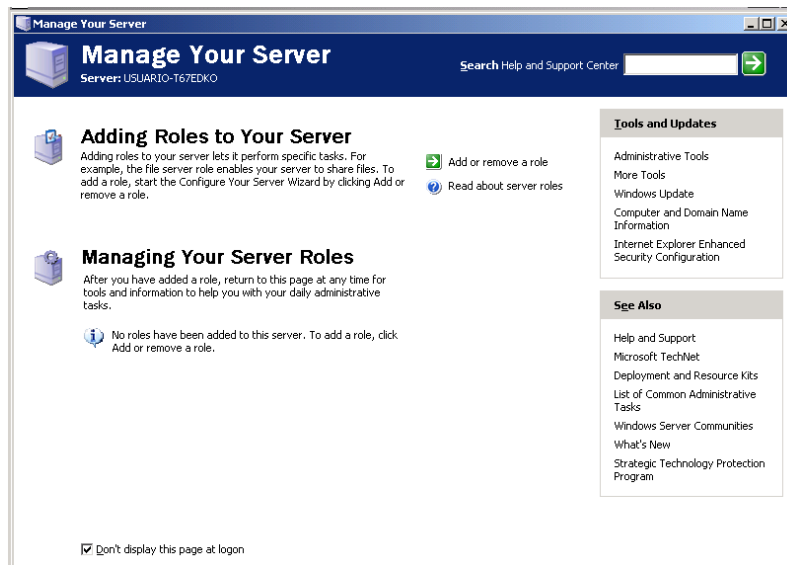 Manage Your Server
Manage Your Server
Server: USUARIO-T67EDKO
Search Help and Support Center
Adding Roles to Your Server
Adding roles to your server lets it perform specific tasks. For
example, the file server role enables your server to share files. To
add a role, start the Configure Your Server Wizard by clicking Add or
remove a role.
Add or remove a role
Read about server roles
Managing Your Server Roles
After you have added a role, return to this page at any time for
tools and information to help you with your daily administrative
tasks.
No roles have been added to this server. To add a role, click
Add or remove a role.
Tools and Updates
Administrative Tools
More Tools
Windows Update
Computer and Domain Name
Information
Internet Explorer Enhanced
Security Configuration
See Also
Help and Support
Microsoft TechNet
Deployment and Resource Kits
List of Common Administrative
Tasks
Windows Server Communities
What's New
Strategic Technology Protection
Program
Don't display this page at logon